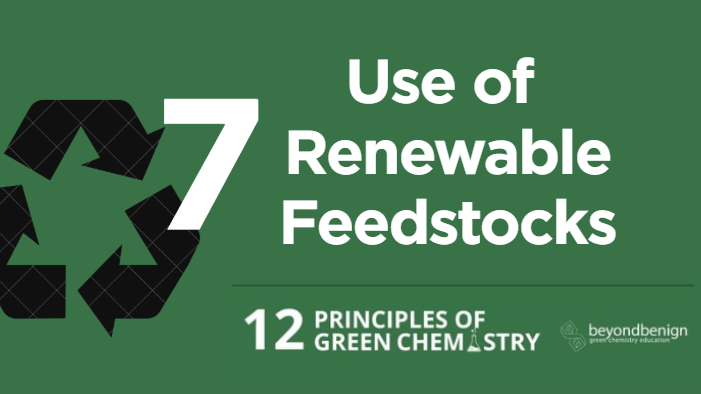 7
Use of
Renewable
Feedstocks
12 PRINCIPLES OF
GREEN CHEMISTRY
beyondbenign
green chemistry education